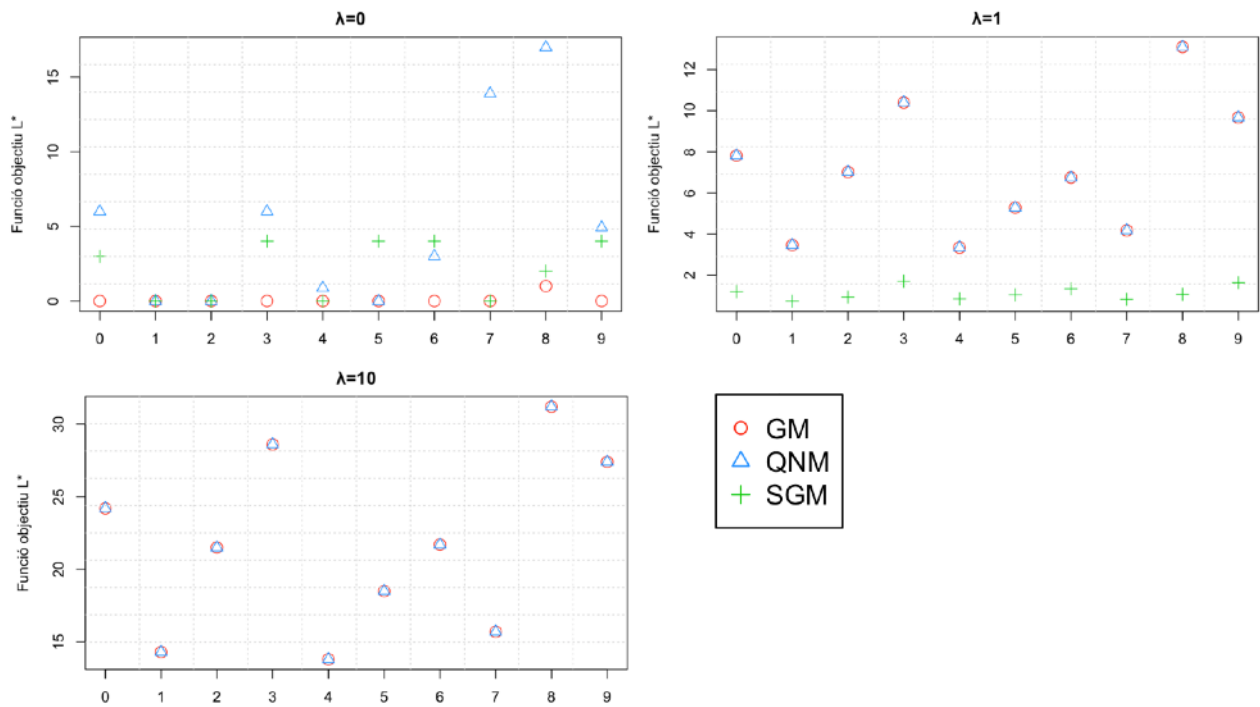 λ=0
Funció objectiu L*
15
10
5
0
0 1 2 3 4 5 6 7 8 9
λ=1
Funció objectiu L*
12
10
8
6
4
2
0 1 2 3 4 5 6 7 8 9
λ=10
Funció objectiu L*
30
25
20
15
0 1 2 3 4 5 6 7 8 9
GM
QNM
SGM